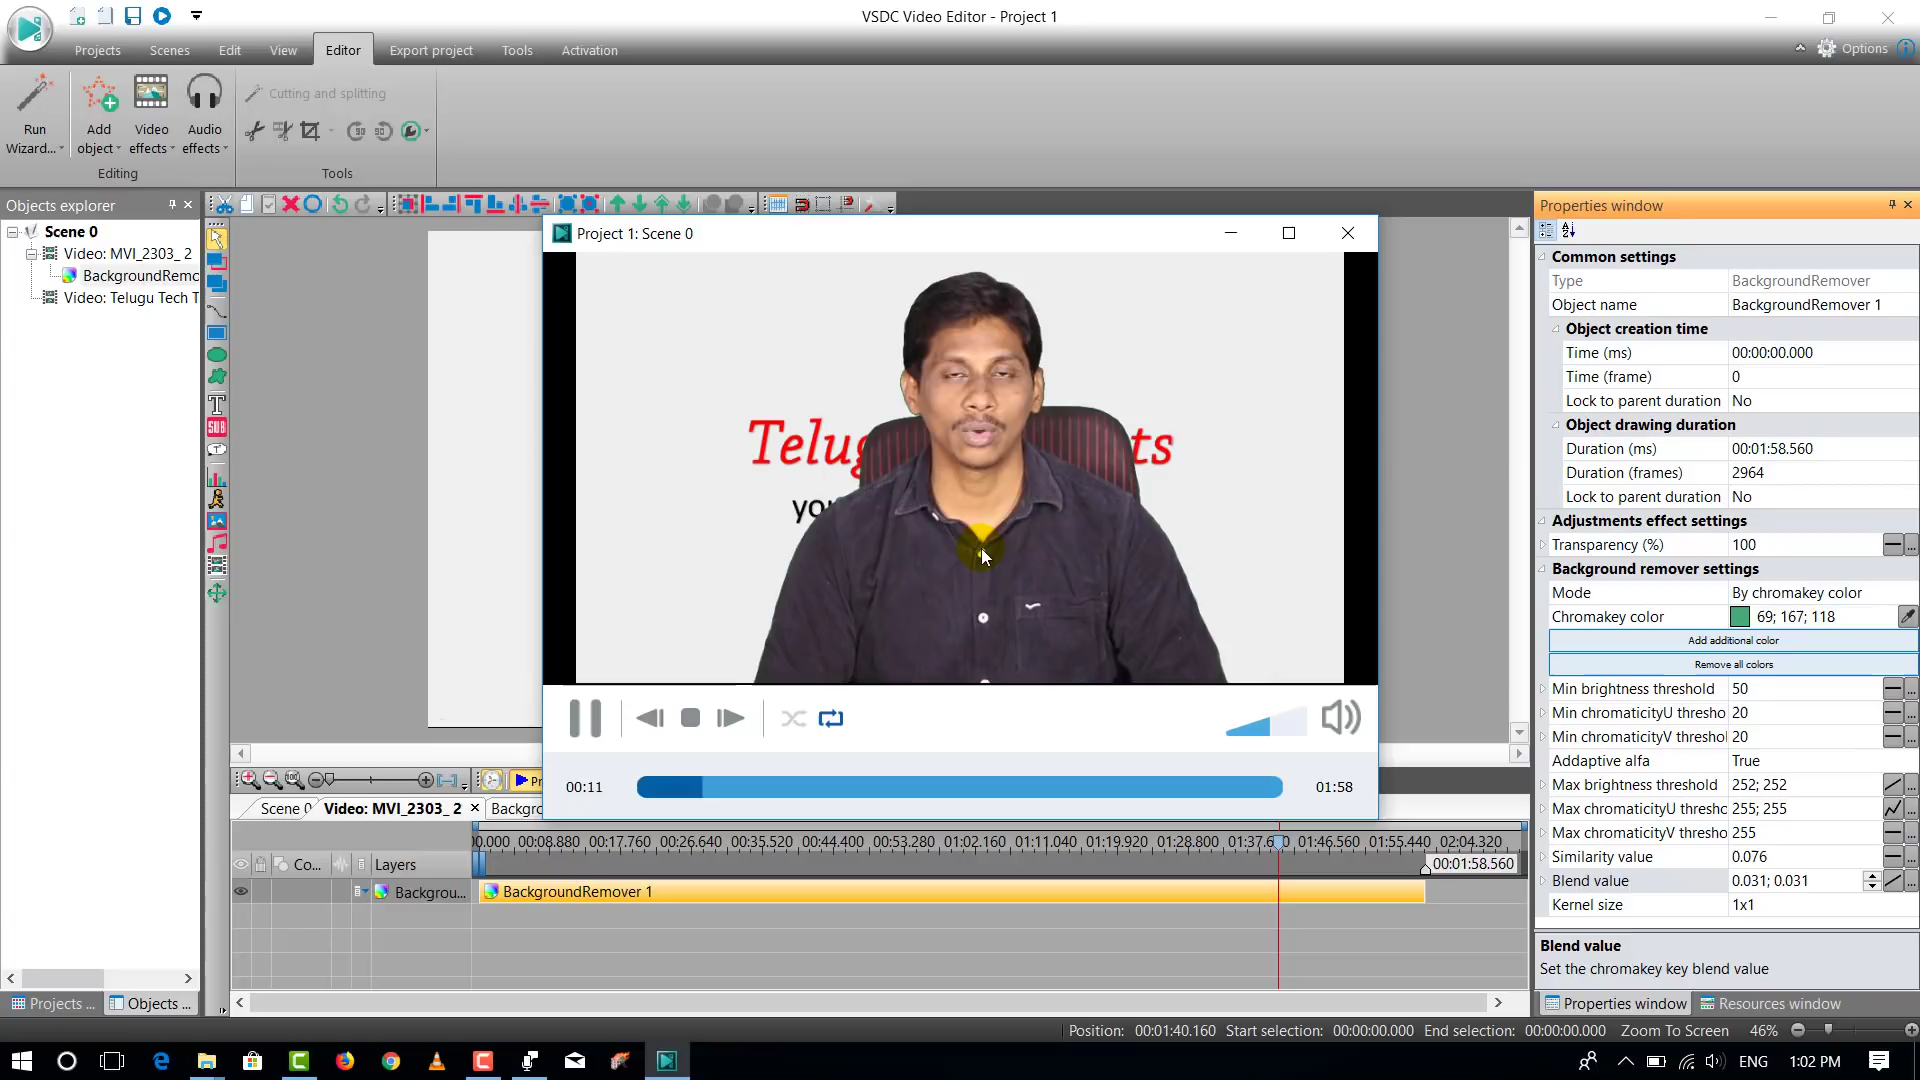 VSDC Video Editor - Project 1
Projects Scenes Edit View Editor Export project Tools Activation
Options
Run Wizard...
Add object
Video effects
Audio effects
Cutting and splitting
Editing
Tools
Objects explorer
Scene 0
Video: MVI_2303_ 2
BackgroundRemo
Video: Telugu Tech T
SUB
Project 1: Scene 0
Telug
ts
you
00:11
01:58
Properties window
Common settings
Type BackgroundRemover
Object name BackgroundRemover 1
Object creation time
Time (ms) 00:00:00.000
Time (frame) 0
Lock to parent duration No
Object drawing duration
Duration (ms) 00:01:58.560
Duration (frames) 2964
Lock to parent duration No
Adjustments effect settings
Transparency (%) 100
Background remover settings
Mode By chromakey color
Chromakey color 69; 167; 118
Add additional color
Remove all colors
Min brightness threshold 50
Min chromaticityU thresho 20
Min chromaticityV threshol 20
Addaptive alfa True
Max brightness threshold 252; 252
Max chromaticityU threshc 255; 255
Max chromaticityV threshc 255
Similarity value 0.076
Blend value 0.031; 0.031
Kernel size 1x1
Blend value
Set the chromakey key blend value
Properties window Resources window
Scene 0 Video: MVI_2303_ 2 Backgro
00:08.880 00:17.760 00:26.640 00:35.520 00:44.400 00:53.280 01:02.160 01:11.040 01:19.920 01:28.800 01:46.560 01:55.440 02:04.320
Co... Layers
00:01:58.560
Backgrou... BackgroundRemover 1
Projects ... Objects ...
Position: 00:01:40.160 Start selection: 00:00:00.000 End selection: 00:00:00.000 Zoom To Screen 46%
ENG 1:02 PM